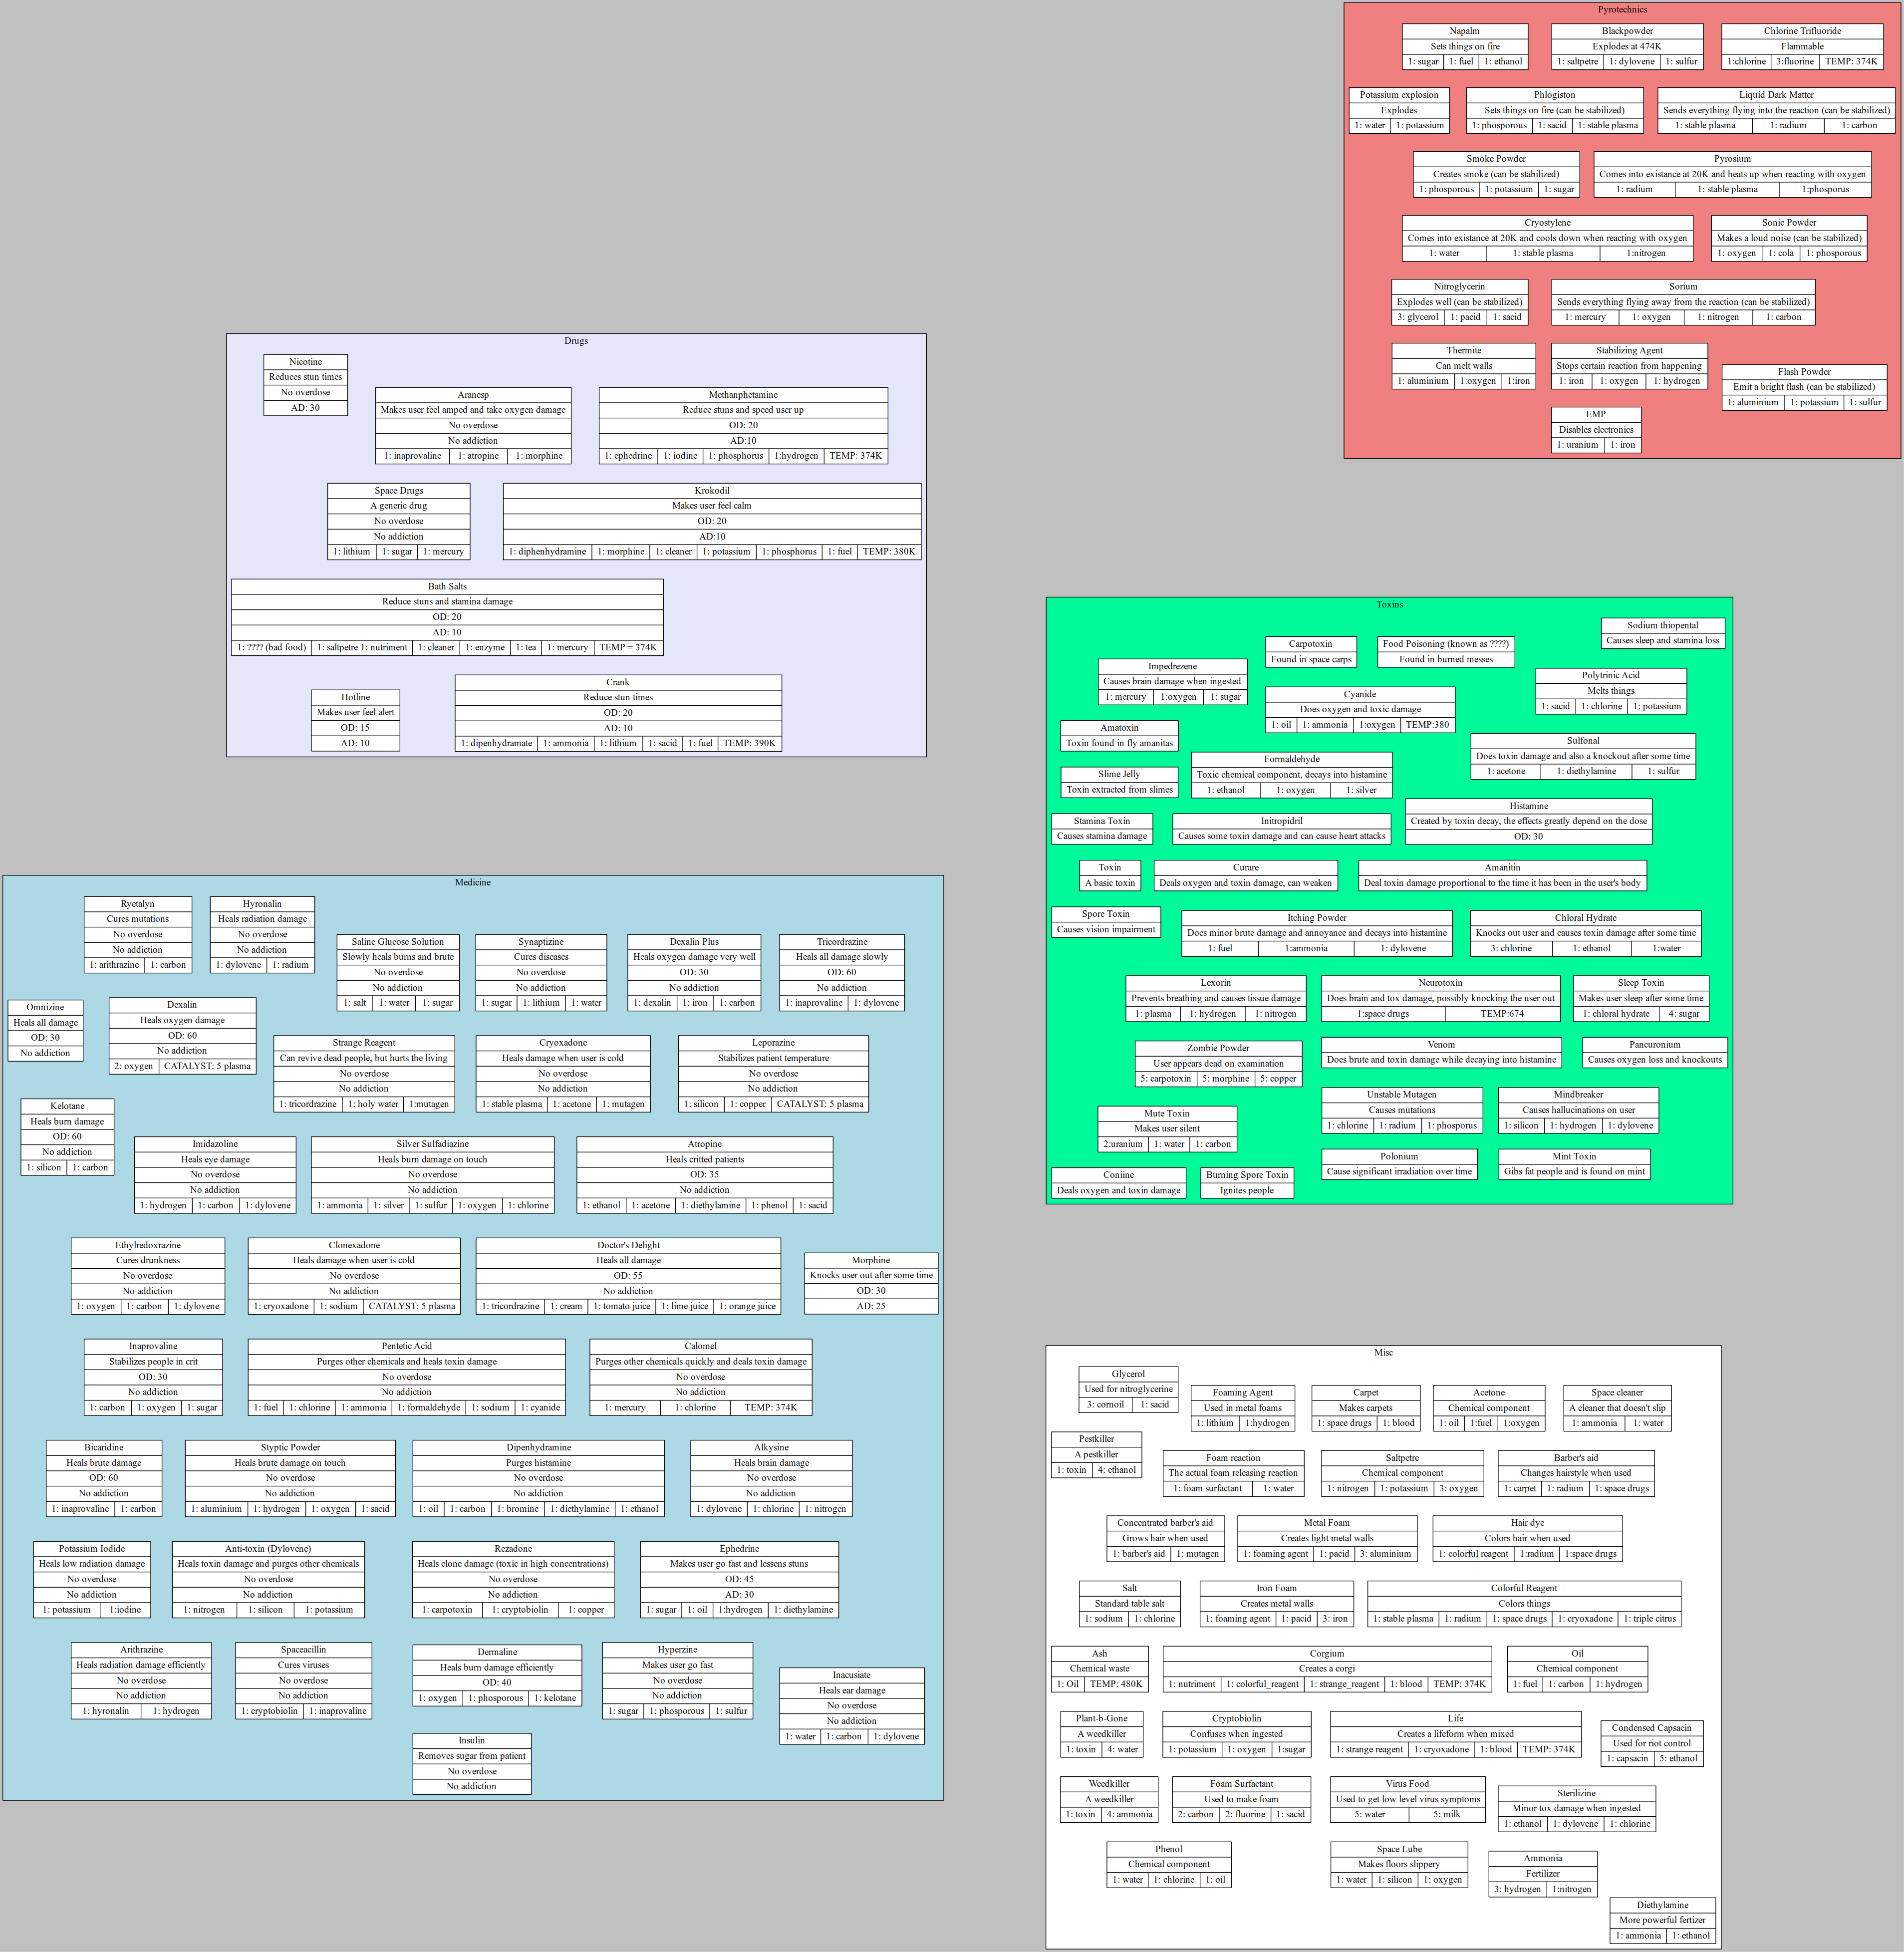 Pyrotechnics
Napalm
Sets things on fire
1: sugar 1: fuel 1: ethanol
Blackpowder
Explodes at 474K
1: saltpetre 1: dylovene 1: sulfur
Chlorine Trifluoride
Flammable
1:chlorine 3:fluorine TEMP: 374K
Potassium explosion
Explodes
1: water 1: potassium
Phlogiston
Sets things on fire (can be stabilized)
1: phosporous 1: sacid 1: stable plasma
Liquid Dark Matter
Sends everything flying into the reaction (can be stabilized)
1: stable plasma 1: radium 1: carbon
Smoke Powder
Creates smoke (can be stabilized)
1: phosporous 1: potassium 1: sugar
Pyrosium
Comes into existance at 20K and heats up when reacting with oxygen
1: radium 1: stable plasma 1:phosporus
Cryostylene
Comes into existance at 20K and cools down when reacting with oxygen
1: water 1: stable plasma 1:nitrogen
Sonic Powder
Makes a loud noise (can be stabilized)
1: oxygen 1: cola 1: phosporous
Nitroglycerin
Explodes well (can be stabilized)
3: glycerol 1: pacid 1: sacid
Sorium
Sends everything flying away from the reaction (can be stabilized)
1: mercury 1: oxygen 1: nitrogen 1: carbon
Thermite
Can melt walls
1: aluminium 1:oxygen 1:iron
Stabilizing Agent
Stops certain reaction from happening
1: iron 1: oxygen 1: hydrogen
Flash Powder
Emit a bright flash (can be stabilized)
1: aluminium 1: potassium 1: sulfur
EMP
Disables electronics
1: uranium 1: iron
Drugs
Nicotine
Reduces stun times
No overdose
AD: 30
Aranesp
Makes user feel amped and take oxygen damage
No overdose
No addiction
1: inaprovaline 1: atropine 1: morphine
Methanphetamine
Reduce stuns and speed user up
OD: 20
AD:10
1: ephedrine 1: iodine 1: phosphorus 1:hydrogen TEMP: 374K
Space Drugs
A generic drug
No overdose
No addiction
1: lithium 1: sugar 1: mercury
Krokodil
Makes user feel calm
OD: 20
AD:10
1: diphenhydramine 1: morphine 1: cleaner 1: potassium 1: phosphorus 1: fuel TEMP: 380K
Bath Salts
Reduce stuns and stamina damage
OD: 20
AD: 10
1: ???? (bad food) 1: saltpetre 1: nutriment 1: cleaner 1: enzyme 1: tea 1: mercury TEMP = 374K
Hotline
Makes user feel alert
OD: 15
AD: 10
Crank
Reduce stun times
OD: 20
AD: 10
1: dipenhydramate 1: ammonia 1: lithium 1: sacid 1: fuel TEMP: 390K
Toxins
Sodium thiopental
Causes sleep and stamina loss
Carpotoxin
Found in space carps
Food Poisoning (known as ????)
Found in burned messes
Impedrezene
Causes brain damage when ingested
1: mercury 1:oxygen 1: sugar
Polytrinic Acid
Melts things
1: sacid 1: chlorine 1: potassium
Cyanide
Does oxygen and toxic damage
1: oil 1: ammonia 1:oxygen TEMP:380
Amatoxin
Toxin found in fly amanitas
Sulfonal
Does toxin damage and also a knockout after some time
1: acetone 1: diethylamine 1: sulfur
Formaldehyde
Toxic chemical component, decays into histamine
1: ethanol 1: oxygen 1: silver
Slime Jelly
Toxin extracted from slimes
Histamine
Created by toxin decay, the effects greatly depend on the dose
OD: 30
Stamina Toxin
Causes stamina damage
Initropidril
Causes some toxin damage and can cause heart attacks
Toxin
A basic toxin
Curare
Deals oxygen and toxin damage, can weaken
Amanitin
Deal toxin damage proportional to the time it has been in the user's body
Spore Toxin
Causes vision impairment
Itching Powder
Does minor brute damage and annoyance and decays into histamine
1: fuel 1:ammonia 1: dylovene
Chloral Hydrate
Knocks out user and causes toxin damage after some time
3: chlorine 1: ethanol 1:water
Lexorin
Prevents breathing and causes tissue damage
1: plasma 1: hydrogen 1: nitrogen
Neurotoxin
Does brain and tox damage, possibly knocking the user out
1:space drugs TEMP:674
Sleep Toxin
Makes user sleep after some time
1: chloral hydrate 4: sugar
Zombie Powder
User appears dead on examination
5: carpotoxin 5: morphine 5: copper
Venom
Does brute and toxin damage while decaying into histamine
Pancuronium
Causes oxygen loss and knockouts
Unstable Mutagen
Causes mutations
1: chlorine 1: radium 1: phosporus
Mindbreaker
Causes hallucinations on user
1: silicon 1: hydrogen 1: dylovene
Mute Toxin
Makes user silent
2:uranium 1: water 1: carbon
Polonium
Cause significant irradiation over time
Mint Toxin
Gibs fat people and is found on mint
Coniine
Deals oxygen and toxin damage
Burning Spore Toxin
Ignites people
Medicine
Ryetalyn
Cures mutations
No overdose
No addiction
1: arithrazine 1: carbon
Hyronalin
Heals radiation damage
No overdose
No addiction
1: dylovene 1: radium
Saline Glucose Solution
Slowly heals burns and brute
No overdose
No addiction
1: salt 1: water 1: sugar
Synaptizine
Cures diseases
No overdose
No addiction
1: sugar 1: lithium 1: water
Dexalin Plus
Heals oxygen damage very well
OD: 30
No addiction
1: dexalin 1: iron 1: carbon
Tricordrazine
Heals all damage slowly
OD: 60
No addiction
1: inaprovaline 1: dylovene
Omnizine
Heals all damage
OD: 30
No addiction
Dexalin
Heals oxygen damage
OD: 60
No addiction
2: oxygen CATALYST: 5 plasma
Strange Reagent
Can revive dead people, but hurts the living
No overdose
No addiction
1: tricordrazine 1: holy water 1:mutagen
Cryoxadone
Heals damage when user is cold
No overdose
No addiction
1: stable plasma 1: acetone 1: mutagen
Leporazine
Stabilizes patient temperature
No overdose
No addiction
1: silicon 1: copper CATALYST: 5 plasma
Kelotane
Heals burn damage
OD: 60
No addiction
1: silicon 1: carbon
Imidazoline
Heals eye damage
No overdose
No addiction
1: hydrogen 1: carbon 1: dylovene
Silver Sulfadiazine
Heals burn damage on touch
No overdose
No addiction
1: ammonia 1: silver 1: sulfur 1: oxygen 1: chlorine
Atropine
Heals critted patients
OD: 35
No addiction
1: ethanol 1: acetone 1: diethylamine 1: phenol 1: sacid
Ethylredoxrazine
Cures drunkness
No overdose
No addiction
1: oxygen 1: carbon 1: dylovene
Clonexadone
Heals damage when user is cold
No overdose
No addiction
1: cryoxadone 1: sodium CATALYST: 5 plasma
Doctor's Delight
Heals all damage
OD: 55
No addiction
1: tricordrazine 1: cream 1: tomato juice 1: lime juice 1: orange juice
Morphine
Knocks user out after some time
OD: 30
AD: 25
Inaprovaline
Stabilizes people in crit
OD: 30
No addiction
1: carbon 1: oxygen 1: sugar
Pentetic Acid
Purges other chemicals and heals toxin damage
No overdose
No addiction
1: fuel 1: chlorine 1: ammonia 1: formaldehyde 1: sodium 1: cyanide
Calomel
Purges other chemicals quickly and deals toxin damage
No overdose
No addiction
1: mercury 1: chlorine TEMP: 374K
Bicaridine
Heals brute damage
OD: 60
No addiction
1: inaprovaline 1: carbon
Styptic Powder
Heals brute damage on touch
No overdose
No addiction
1: aluminium 1: hydrogen 1: oxygen 1: sacid
Dipenhydramine
Purges histamine
No overdose
No addiction
1: oil 1: carbon 1: bromine 1: diethylamine 1: ethanol
Alkysine
Heals brain damage
No overdose
No addiction
1: dylovene 1: chlorine 1: nitrogen
Potassium Iodide
Heals low radiation damage
No overdose
No addiction
1: potassium 1:iodine
Anti-toxin (Dylovene)
Heals toxin damage and purges other chemicals
No overdose
No addiction
1: nitrogen 1: silicon 1: potassium
Rezadone
Heals clone damage (toxic in high concentrations)
No overdose
No addiction
1: carpotoxin 1: cryptobiolin 1: copper
Ephedrine
Makes user go fast and lessens stuns
OD: 45
AD: 30
1: sugar 1: oil 1:hydrogen 1: diethylamine
Arithrazine
Heals radiation damage efficiently
No overdose
No addiction
1: hyronalin 1: hydrogen
Spaceacillin
Cures viruses
No overdose
No addiction
1: cryptobiolin 1: inaprovaline
Dermaline
Heals burn damage efficiently
OD: 40
1: oxygen 1: phosporous 1: kelotane
Hyperzine
Makes user go fast
No overdose
No addiction
1: sugar 1: phosporous 1: sulfur
Inacusiate
Heals ear damage
No overdose
No addiction
1: water 1: carbon 1: dylovene
Insulin
Removes sugar from patient
No overdose
No addiction
Misc
Glycerol
Used for nitroglycerine
3: cornoil 1: sacid
Foaming Agent
Used in metal foams
1: lithium 1:hydrogen
Carpet
Makes carpets
1: space drugs 1: blood
Acetone
Chemical component
1: oil 1:fuel 1:oxygen
Space cleaner
A cleaner that doesn't slip
1: ammonia 1: water
Pestkiller
A pestkiller
1: toxin 4: ethanol
Foam reaction
The actual foam releasing reaction
1: foam surfactant 1: water
Saltpetre
Chemical component
1: nitrogen 1: potassium 3: oxygen
Barber's aid
Changes hairstyle when used
1: carpet 1: radium 1: space drugs
Concentrated barber's aid
Grows hair when used
1: barber's aid 1: mutagen
Metal Foam
Creates light metal walls
1: foaming agent 1: pacid 3: aluminium
Hair dye
Colors hair when used
1: colorful reagent 1:radium 1:space drugs
Salt
Standard table salt
1: sodium 1: chlorine
Iron Foam
Creates metal walls
1: foaming agent 1: pacid 3: iron
Colorful Reagent
Colors things
1: stable plasma 1: radium 1: space drugs 1: cryoxadone 1: triple citrus
Ash
Chemical waste
1: Oil TEMP: 480K
Corgium
Creates a corgi
1: nutriment 1: colorful_reagent 1: strange_reagent 1: blood TEMP: 374K
Oil
Chemical component
1: fuel 1: carbon 1: hydrogen
Plant-b-Gone
A weedkiller
1: toxin 4: water
Cryptobiolin
Confuses when ingested
1: potassium 1: oxygen 1:sugar
Life
Creates a lifeform when mixed
1: strange reagent 1: cryoxadone 1: blood TEMP: 374K
Condensed Capsacin
Used for riot control
1: capsacin 5: ethanol
Weedkiller
A weedkiller
1: toxin 4: ammonia
Foam Surfactant
Used to make foam
2: carbon 2: fluorine 1: sacid
Virus Food
Used to get low level virus symptoms
5: water 5: milk
Sterilizine
Minor tox damage when ingested
1: ethanol 1: dylovene 1: chlorine
Phenol
Chemical component
1: water 1: chlorine 1: oil
Space Lube
Makes floors slippery
1: water 1: silicon 1: oxygen
Ammonia
Fertilizer
3: hydrogen 1:nitrogen
Diethylamine
More powerful fertizer
1: ammonia 1: ethanol